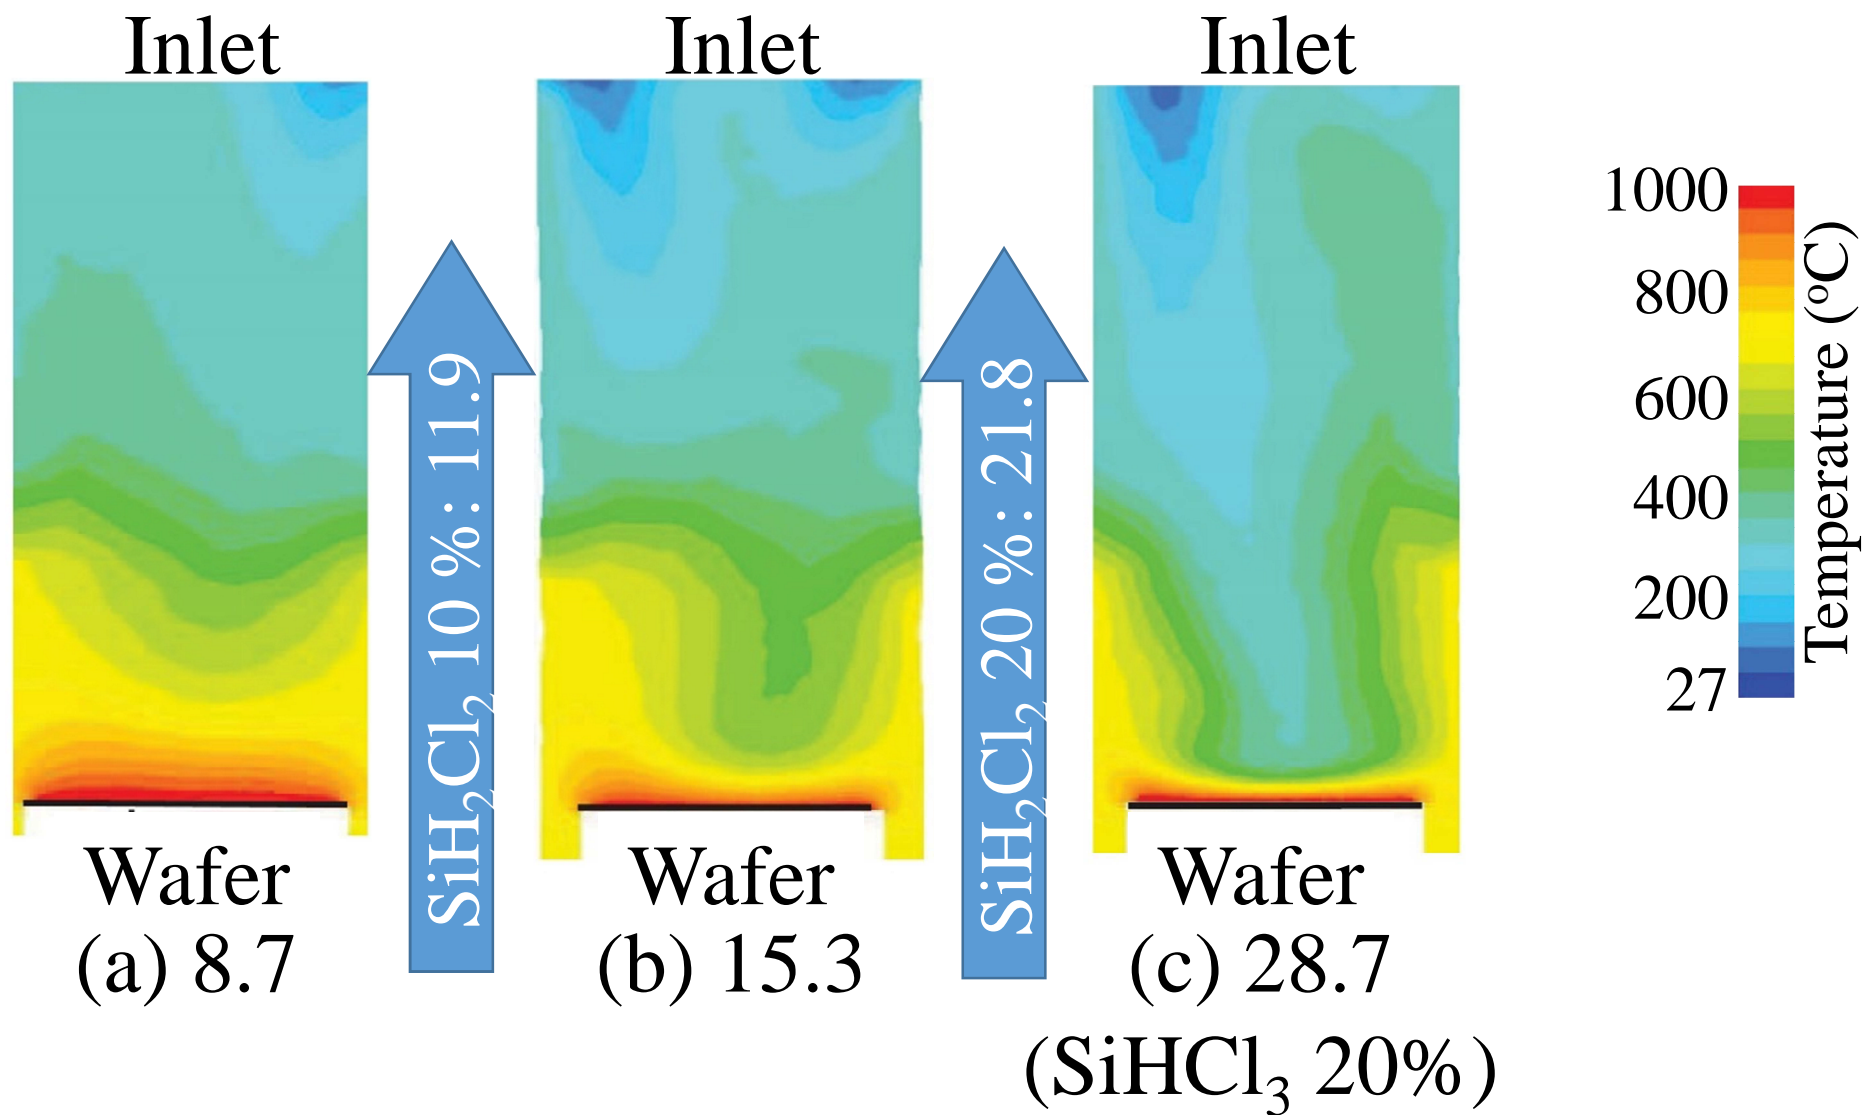 Inlet
Inlet
Inlet
SiH₂Cl₂ 10 %: 11.9
SiH₂Cl₂ 20 %: 21.8
1000
800
600
400
200
27
Temperature (°C)
Wafer
Wafer
Wafer
(a) 8.7
(b) 15.3
(c) 28.7
(SiHCl₃ 20%)